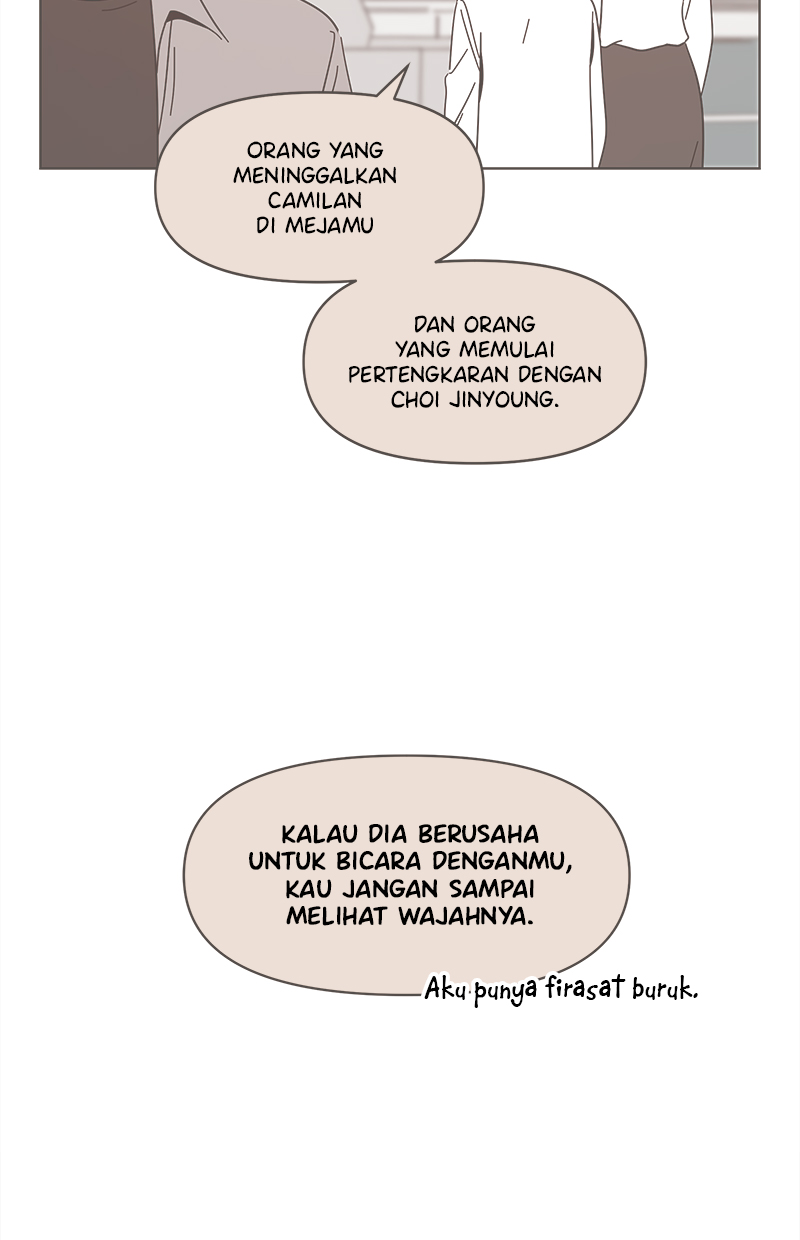 ORANG YANG
MENINGGALKAN
CAMILAN
DI MEJAMU
DAN ORANG
YANG MEMULAI
PERTENGKARAN DENGAN
CHOI JINYOUNG.
KALAU DIA BERUSAHA
UNTUK BICARA DENGANMU,
KAU JANGAN SAMPAI
MELIHAT WAJAHNYA.
Aku punya firasat buruk.